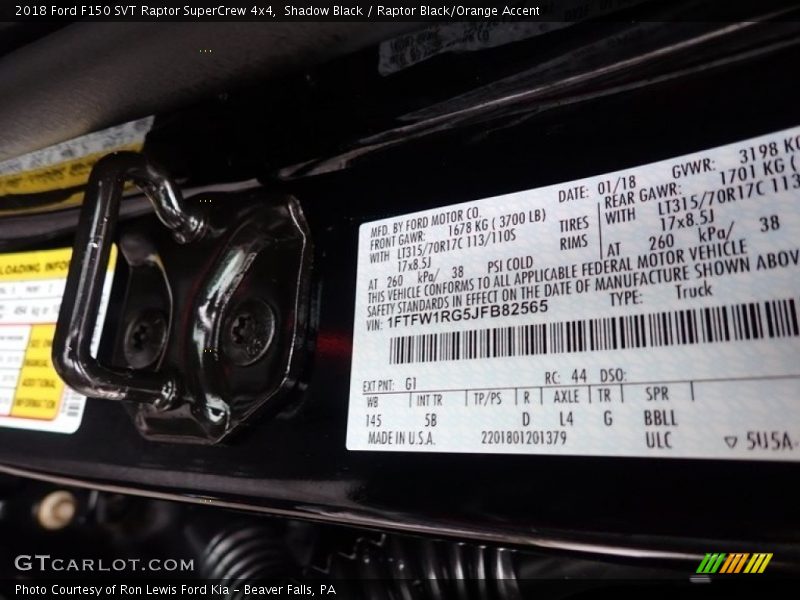 2018 Ford F150 SVT Raptor SuperCrew 4x4, Shadow Black / Raptor Black/Orange Accent
LOADING INFOR
MFD. BY FORD MOTOR CO.
DATE: 01/18
GVWR: 3198 KG
FRONT GAWR: 1678 KG ( 3700 LB)
REAR GAWR: 1701 KG (
WITH LT315/70R17C 113/110S TIRES
WITH LT315/70R17C 113
17x8.5J RIMS
17x8.5J
AT 260 kPa/ 38 PSI COLD
AT 260 kPa/ 38
THIS VEHICLE CONFORMS TO ALL APPLICABLE FEDERAL MOTOR VEHICLE
SAFETY STANDARDS IN EFFECT ON THE DATE OF MANUFACTURE SHOWN ABOV
VIN: 1FTFW1RG5JFB82565
TYPE: Truck
EXT PNT: G1 RC: 44 DSO:
WB INT TR TP/PS R AXLE TR SPR
145 5B D L4 G BBLL
MADE IN U.S.A. 2201801201379 ULC ▽ 5U5A-
MANUAL
ADDITIONAL
INFORMATION
GTCARLOT.COM
Photo Courtesy of Ron Lewis Ford Kia – Beaver Falls, PA